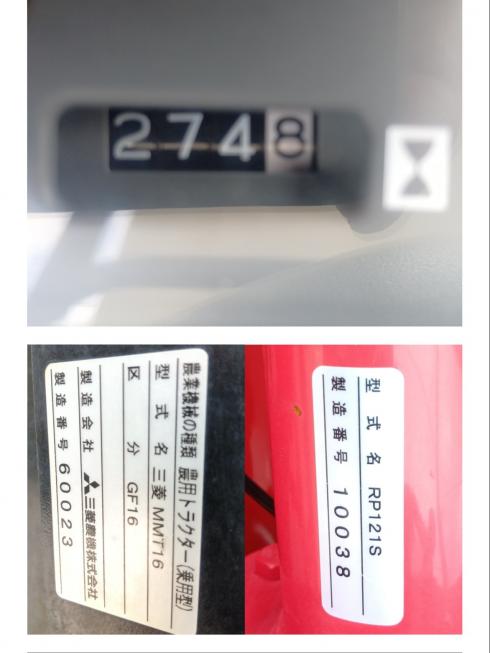 2748
農業機械の種類 農用トラクター(乗用型)
型式名 三菱 MMT16
区分 GF16
製造会社 三菱農機株式会社
製造番号 60023
型式名 RP121S
製造番号 10038